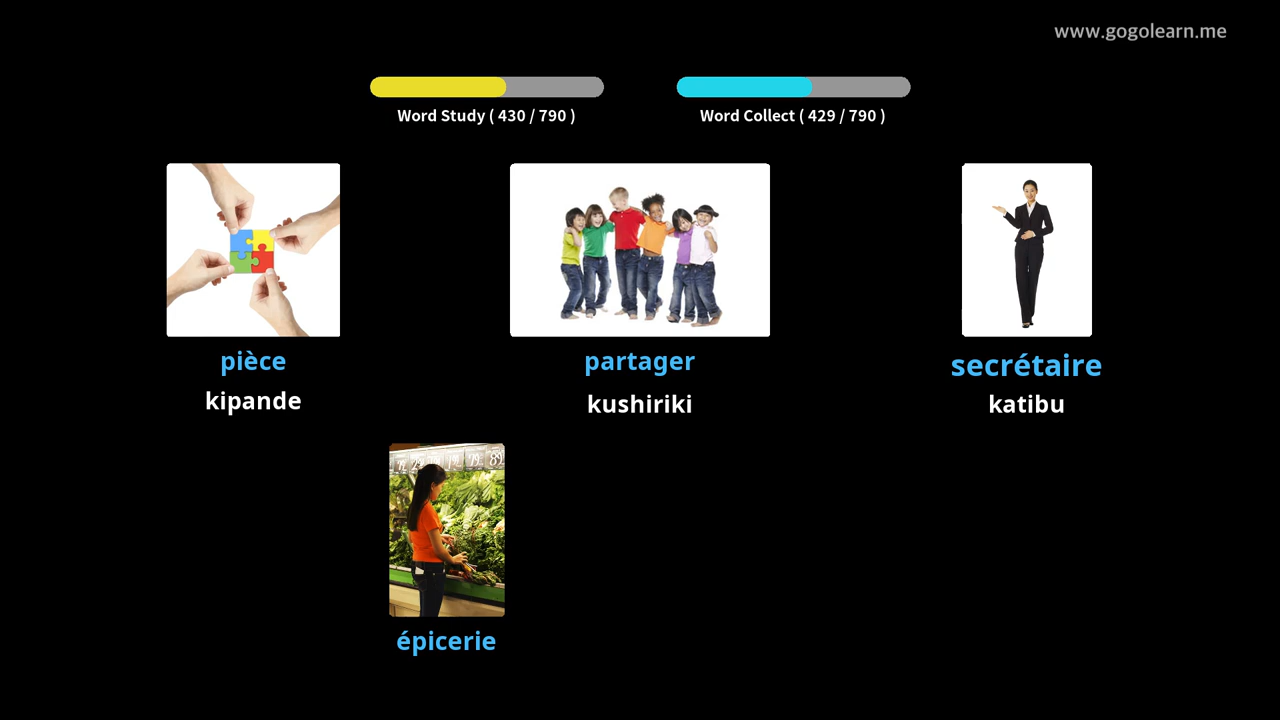 www.gogolearn.me
Word Study ( 430 / 790 )
Word Collect ( 429 / 790 )
pièce
kipande
partager
kushiriki
secrétaire
katibu
épicerie